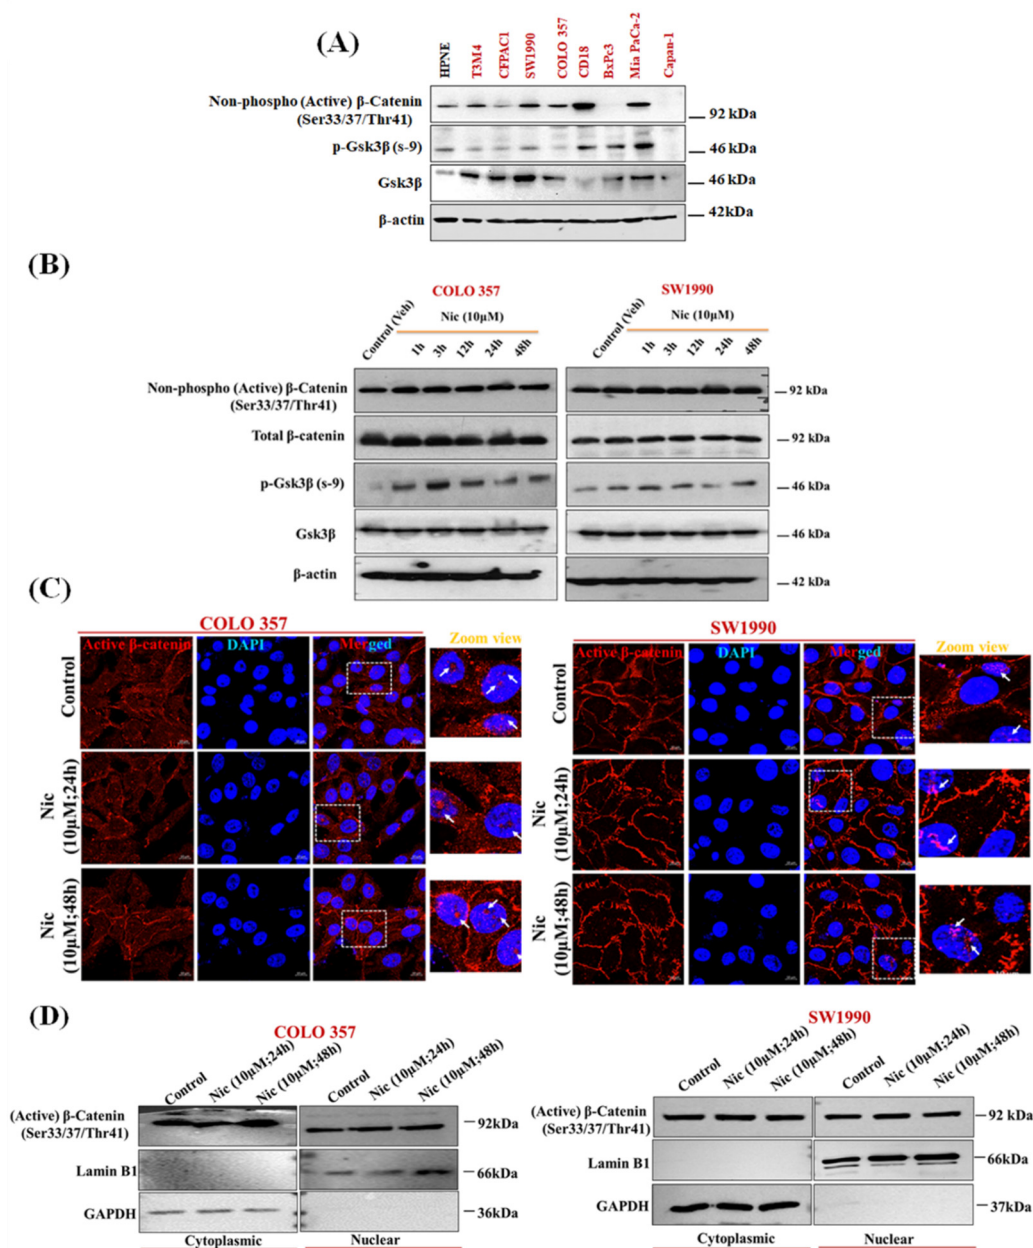 (A)
HPNE T3M4 CFPAC1 SW1990 COLO 357 CD18 BxPc3 Mia PaCa-2 Capan-1
Non-phospho (Active) β-Catenin
(Ser33/37/Thr41)
92 kDa
p-Gsk3β (s-9)
46 kDa
Gsk3β
46 kDa
β-actin
42kDa
(B)
COLO 357
Nic (10μM)
Control (Veh) 1h 3h 12h 24h 48h
SW1990
Nic (10μM)
Control (Veh) 1h 3h 12h 24h 48h
Non-phospho (Active) β-Catenin
(Ser33/37/Thr41)
92 kDa
Total β-catenin
92 kDa
p-Gsk3β (s-9)
46 kDa
Gsk3β
46 kDa
β-actin
42 kDa
(C)
COLO 357
Active β-catenin DAPI Merged Zoom view
Control
Nic
(10μM;24h)
Nic
(10μM;48h)
SW1990
Active β-catenin DAPI Merged Zoom view
Control
Nic
(10μM;24h)
Nic
(10μM;48h)
(D)
COLO 357
Control Nic (10μM;24h) Nic (10μM;48h) Control Nic (10μM;24h) Nic (10μM;48h)
(Active) β-Catenin
(Ser33/37/Thr41)
92kDa
Lamin B1
66kDa
GAPDH
36kDa
Cytoplasmic Nuclear
SW1990
Control Nic (10μM;24h) Nic (10μM;48h) Control Nic (10μM;24h) Nic (10μM;48h)
(Active) β-Catenin
(Ser33/37/Thr41)
92 kDa
Lamin B1
66kDa
GAPDH
37kDa
Cytoplasmic Nuclear